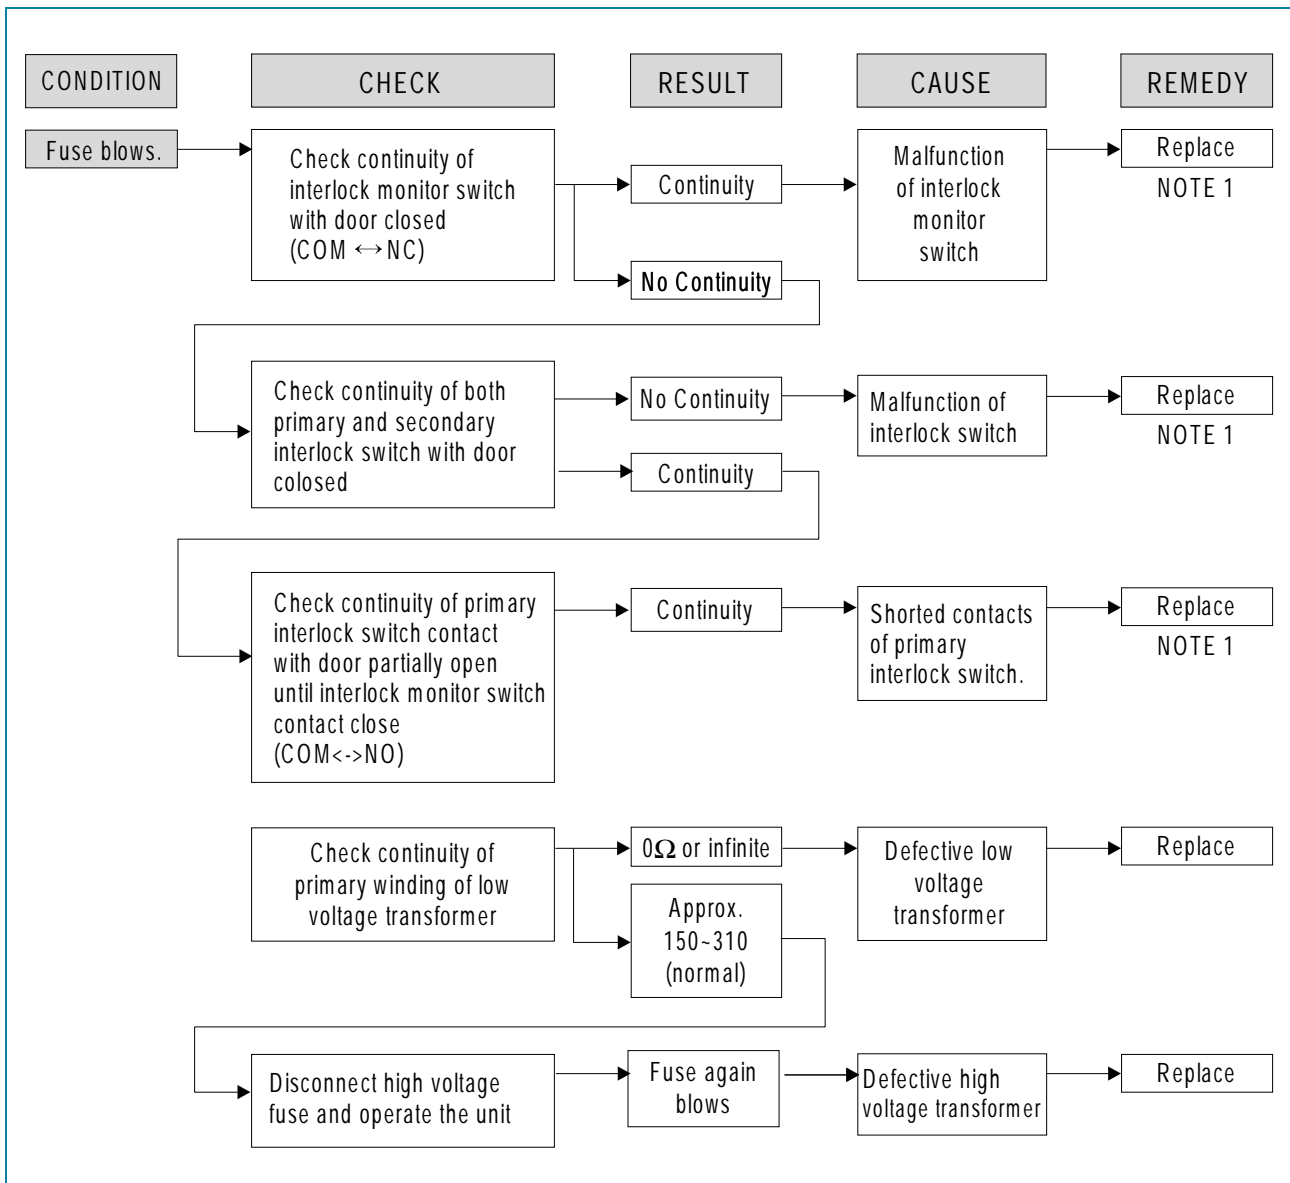 CONDITION
CHECK
RESULT
CAUSE
REMEDY
Fuse blows.
Check continuity of
interlock monitor switch
with door closed
(COM ↔NC)
Continuity
Malfunction
of interlock
monitor
switch
Replace
NOTE 1
No Continuity
Check continuity of both
primary and secondary
interlock switch with door
colosed
No Continuity
Malfunction of
interlock switch
Replace
NOTE 1
Continuity
Check continuity of primary
interlock switch contact
with door partially open
until interlock monitor switch
contact close
(COM<->NO)
Continuity
Shorted contacts
of primary
interlock switch.
Replace
NOTE 1
Check continuity of
primary winding of low
voltage transformer
0Ω or infinite
Defective low
voltage
transformer
Replace
Approx.
150~310
(normal)
Disconnect high voltage
fuse and operate the unit
Fuse again
blows
Defective high
voltage transformer
Replace